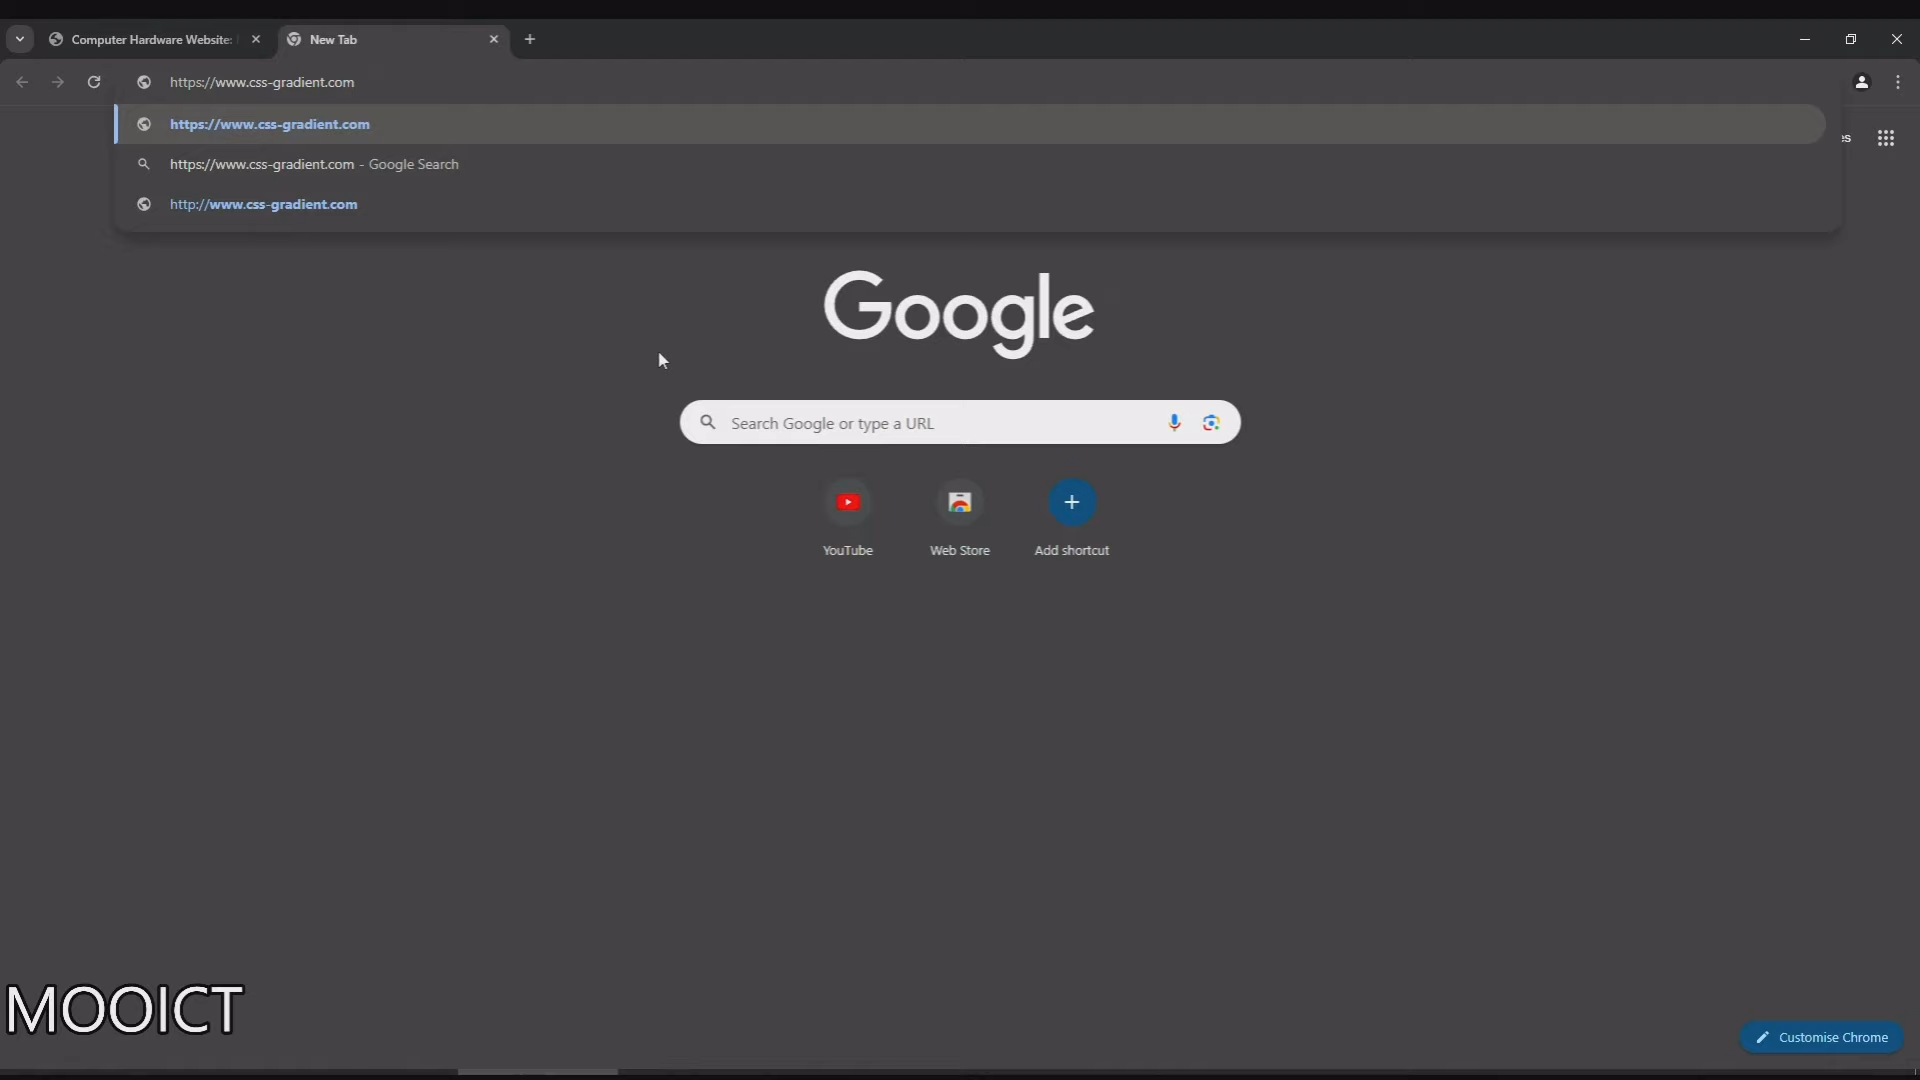 Computer Hardware Website:
New Tab
https://www.css-gradient.com
https://www.css-gradient.com
https://www.css-gradient.com - Google Search
http://www.css-gradient.com
es
Google
Search Google or type a URL
YouTube
Web Store
Add shortcut
MOOICT
Customise Chrome